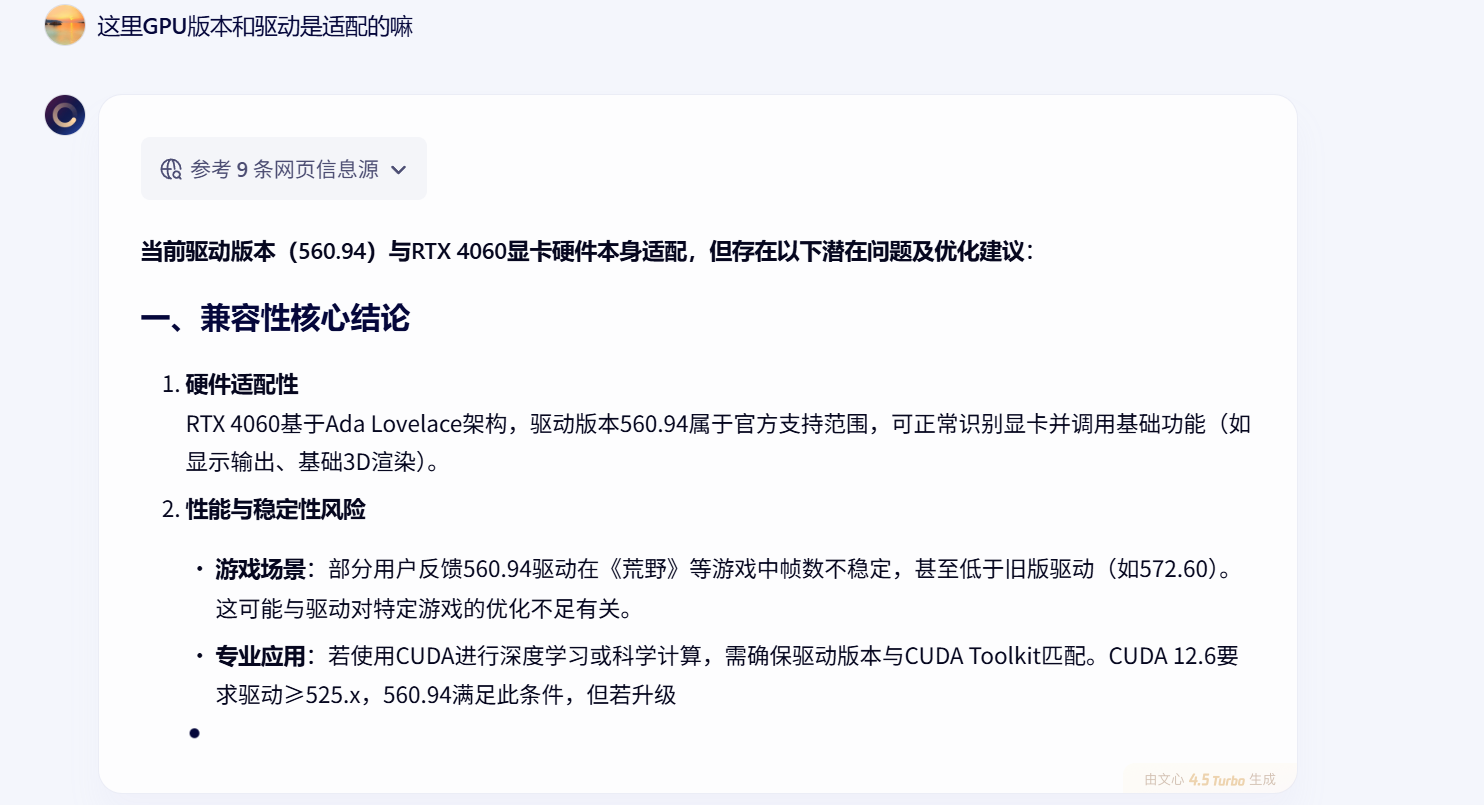 这里GPU版本和驱动是适配的嘛
参考 9 条网页信息源
当前驱动版本（560.94）与RTX 4060显卡硬件本身适配，但存在以下潜在问题及优化建议：
一、兼容性核心结论
1. 硬件适配性
RTX 4060基于Ada Lovelace架构，驱动版本560.94属于官方支持范围，可正常识别显卡并调用基础功能（如
显示输出、基础3D渲染）。
2. 性能与稳定性风险
• 游戏场景：部分用户反馈560.94驱动在《荒野》等游戏中帧数不稳定，甚至低于旧版驱动（如572.60）。
这可能与驱动对特定游戏的优化不足有关。
• 专业应用：若使用CUDA进行深度学习或科学计算，需确保驱动版本与CUDA Toolkit匹配。CUDA 12.6要
求驱动≥525.x，560.94满足此条件，但若升级
由文心 4.5 Turbo 生成